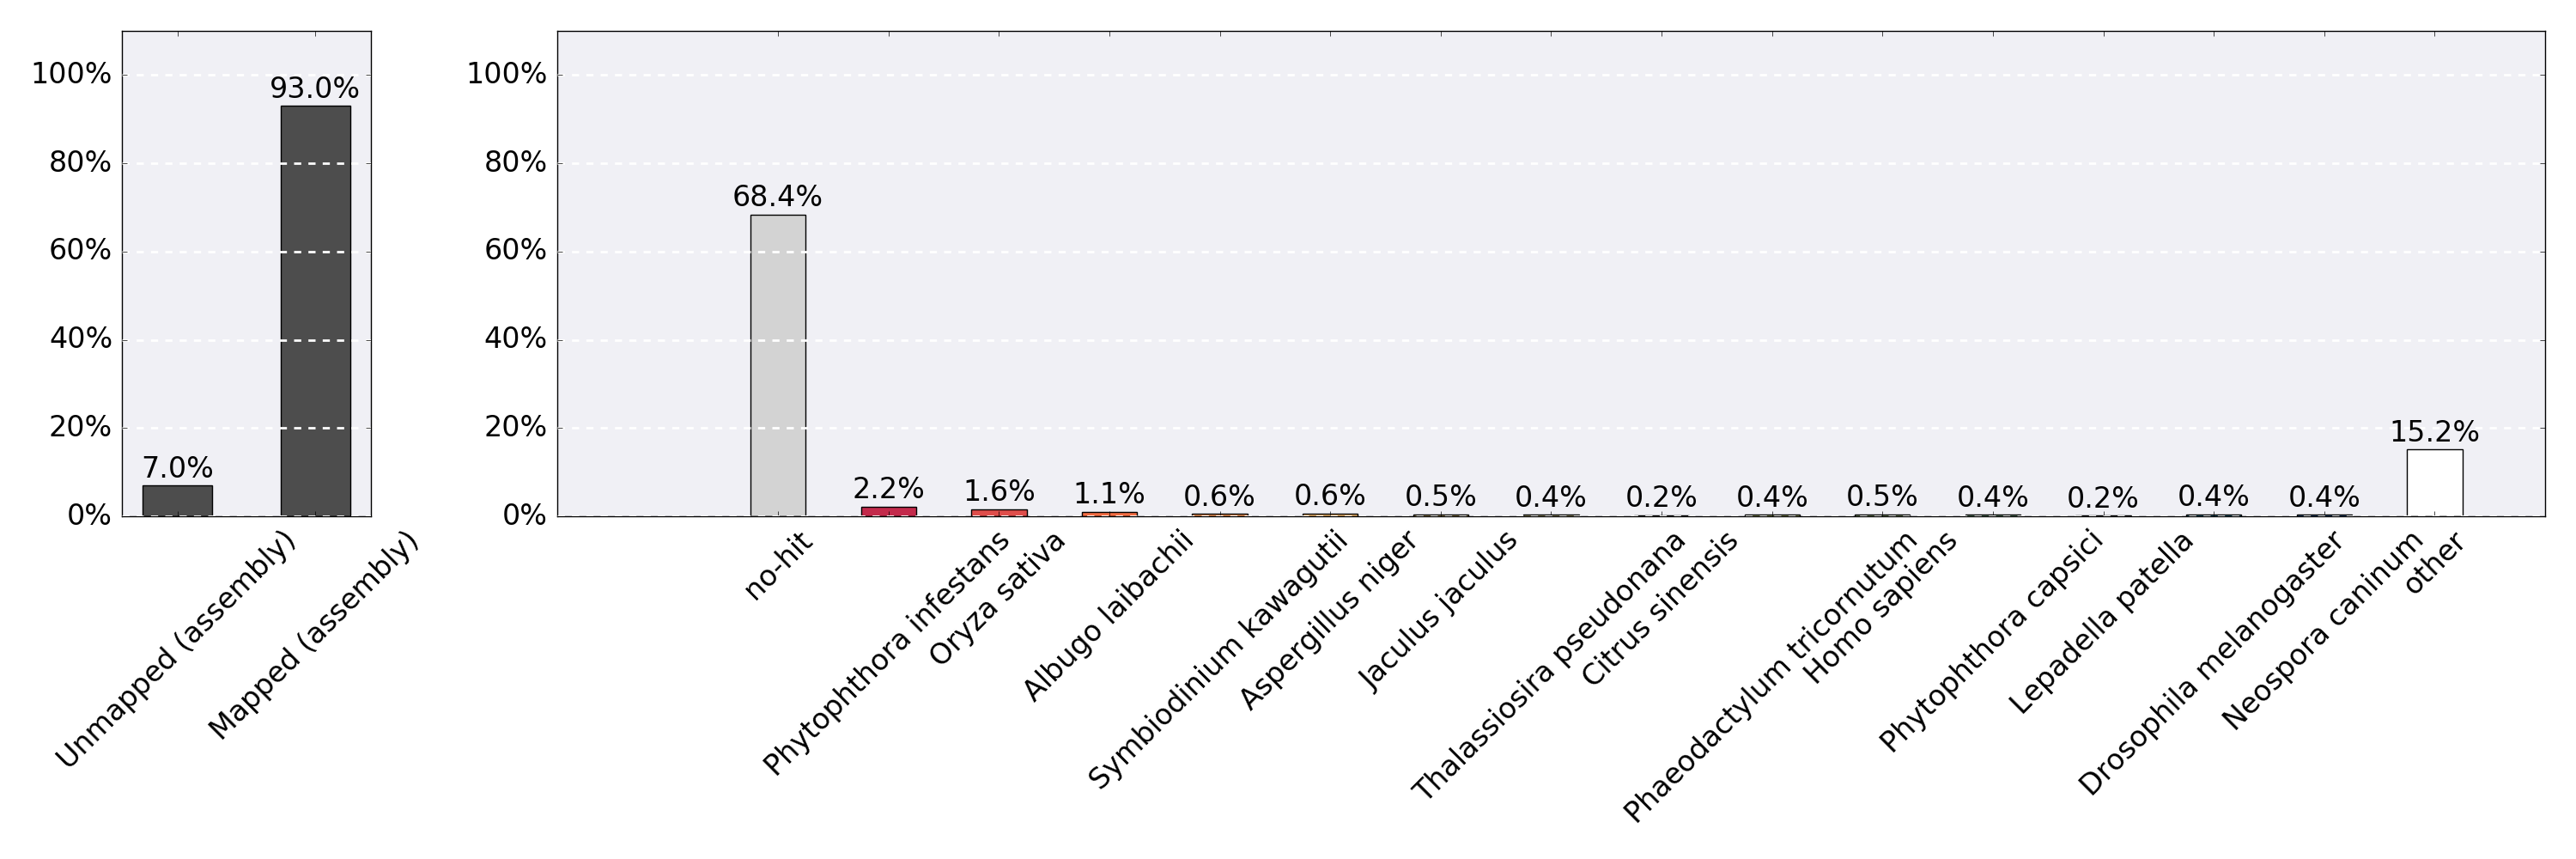 100%
80%
60%
40%
20%
0%
7.0%
93.0%
Unmapped (assembly)
Mapped (assembly)
100%
80%
60%
40%
20%
0%
68.4%
2.2%
1.6%
1.1%
0.6%
0.6%
0.5%
0.4%
0.2%
0.4%
0.5%
0.4%
0.2%
0.4%
0.4%
15.2%
no-hit
Phytophthora infestans
Oryza sativa
Albugo laibachii
Symbiodinium kawagutii
Aspergillus niger
Jaculus jaculus
Thalassiosira pseudonana
Citrus sinensis
Phaeodactylum tricornutum
Homo sapiens
Phytophthora capsici
Lepadella patella
Drosophila melanogaster
Neospora caninum
other